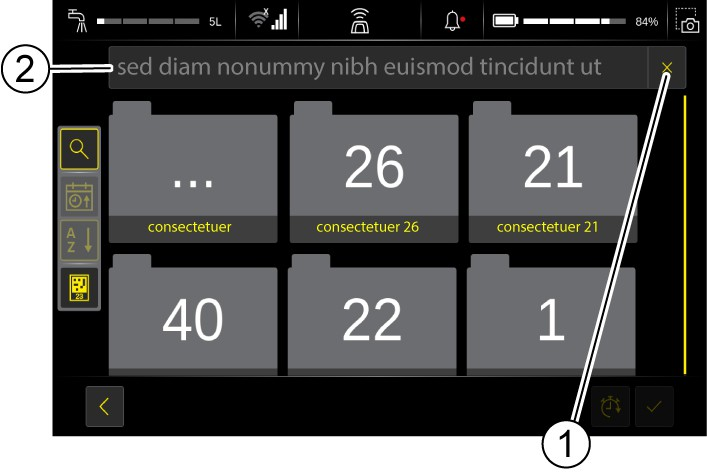 5L
84%
2
sed diam nonummy nibh euismod tincidunt ut
... 26 21
consectetuer consectetuer 26 consectetuer 21
A
Z
23
40 22 1
1